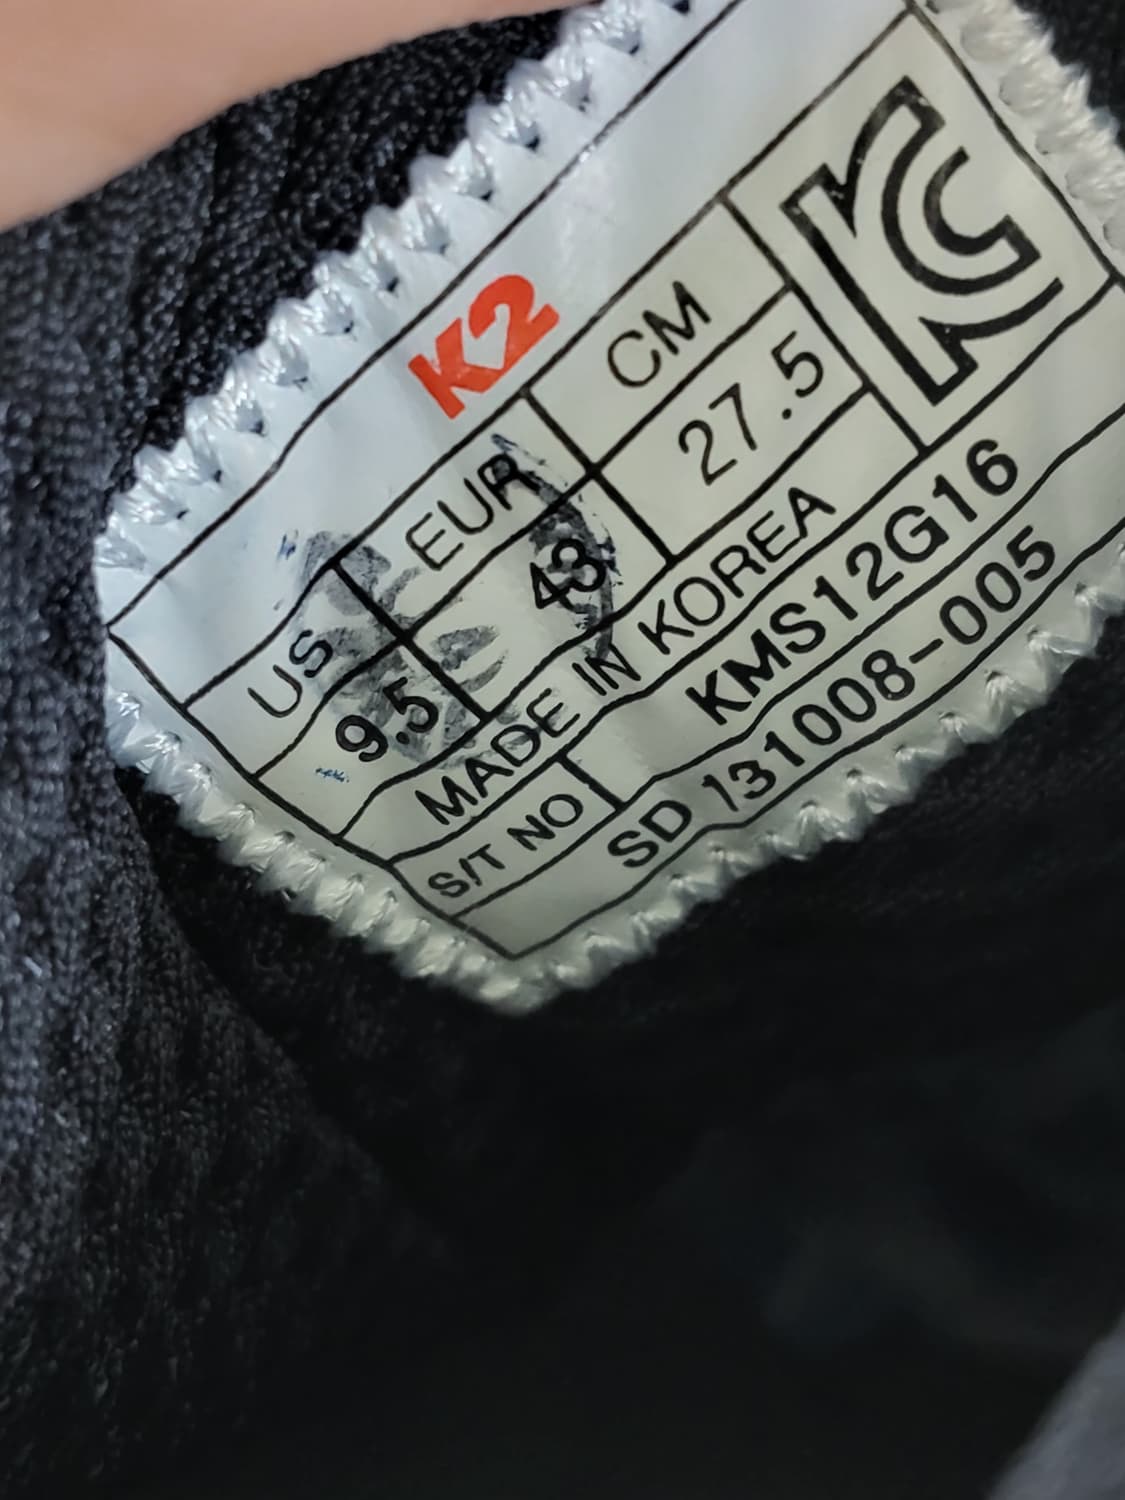 K2
US EUR CM
9.5 43 27.5
MADE IN KOREA
S/T NO KMS12G16
SD 131008-005